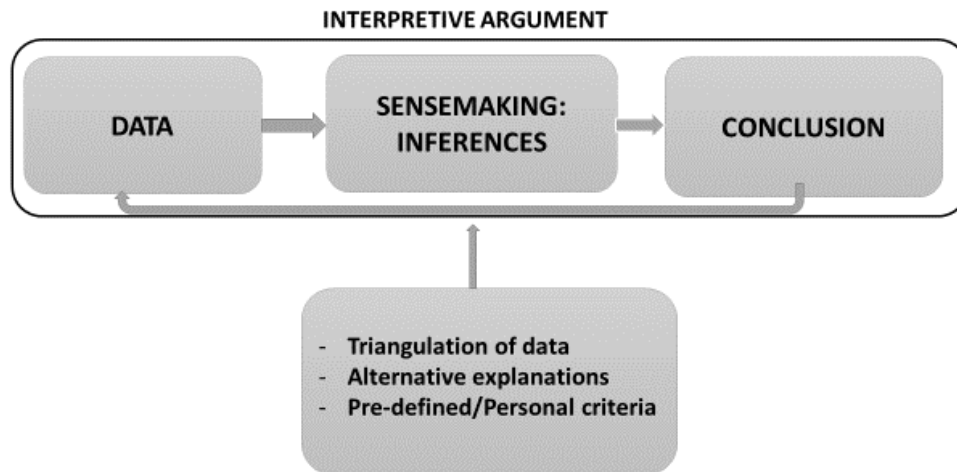 INTERPRETIVE ARGUMENT
DATA
SENSEMAKING:
INFERENCES
CONCLUSION
- Triangulation of data
- Alternative explanations
- Pre-defined/Personal criteria